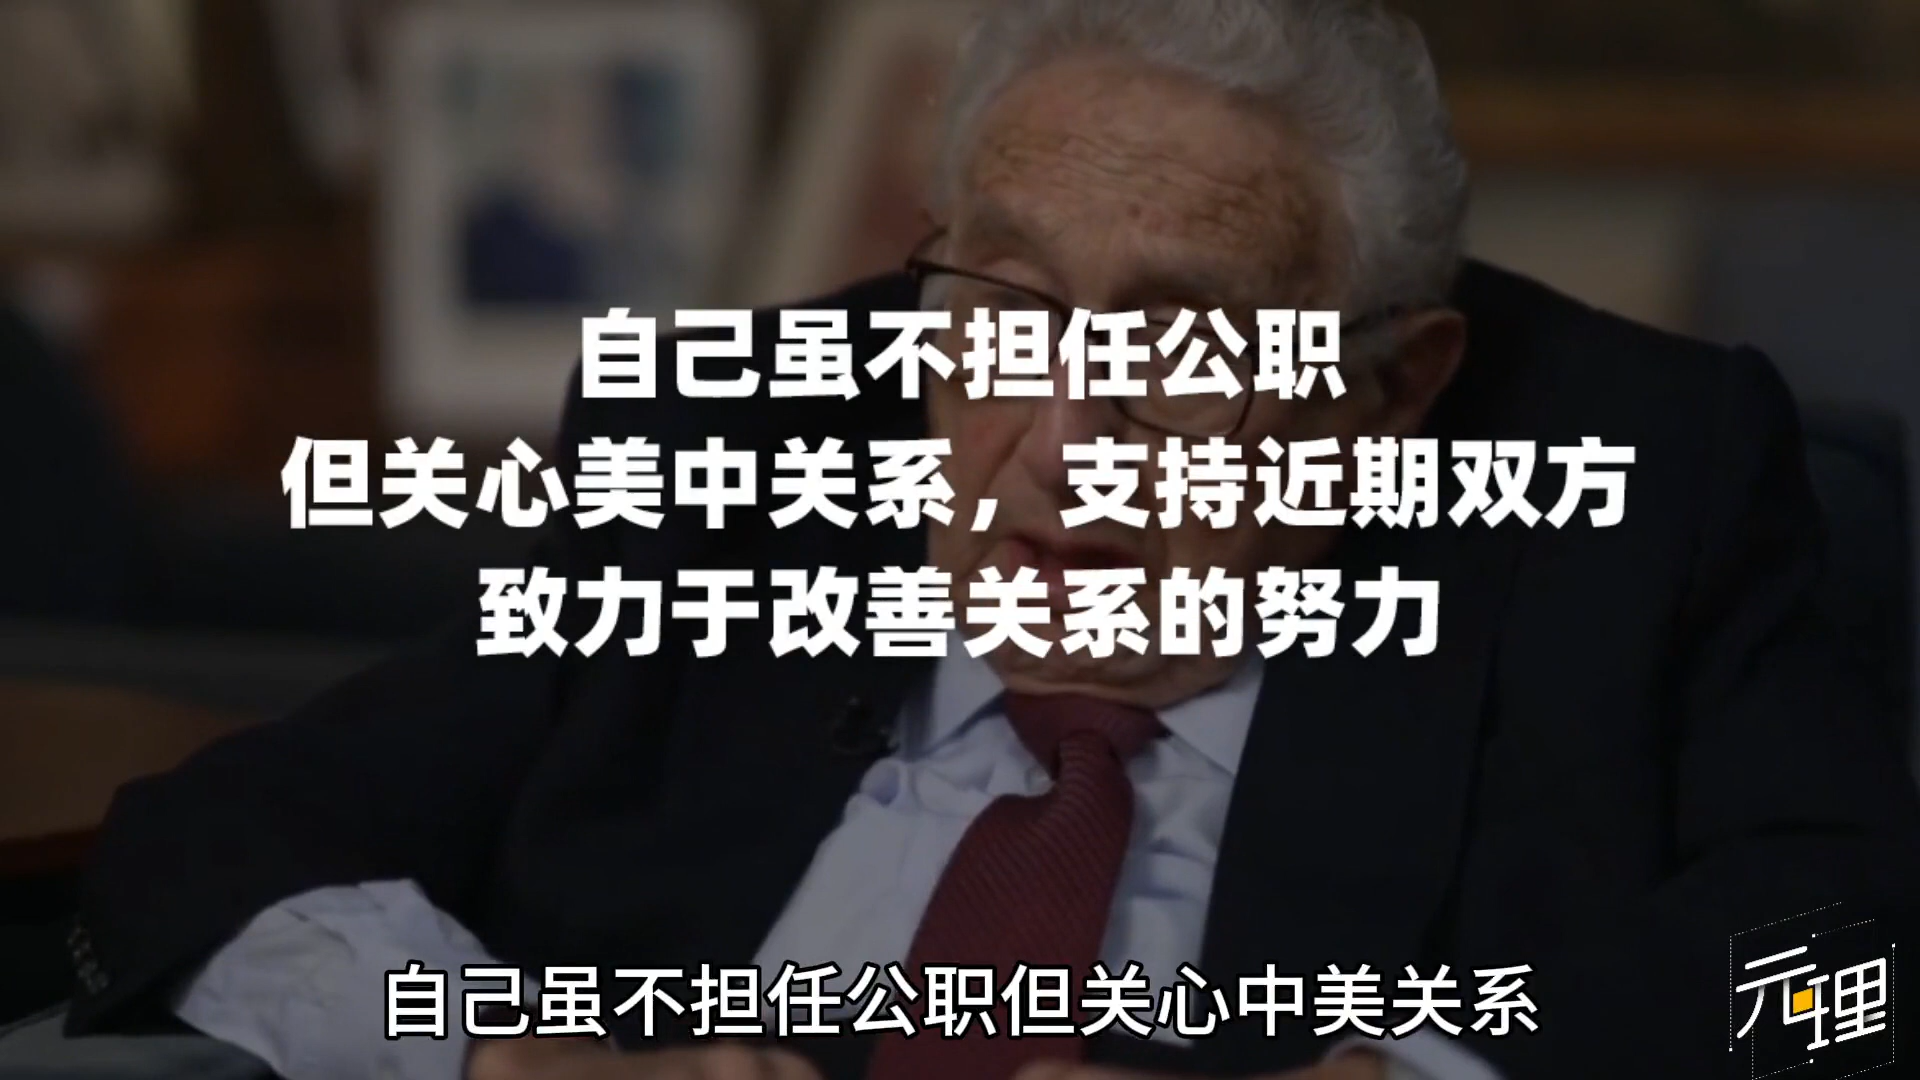 自己虽不担任公职
但关心美中关系，支持近期双方
致力于改善关系的努力
自己虽不担任公职但关心中美关系
元理